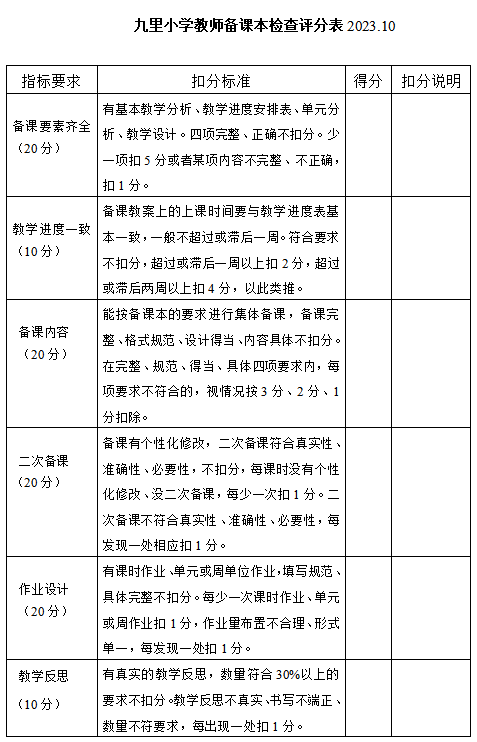 九里小学教师备课本检查评分表 2023.10
指标要求 扣分标准 得分 扣分说明
备课要素齐全
（20 分）
有基本教学分析、教学进度安排表、单元分
析、教学设计。四项完整、正确不扣分。少
一项扣 5 分或者某项内容不完整、不正确，
扣 1 分。
教学进度一致
（10 分）
备课教案上的上课时间要与教学进度表基
本一致，一般不超过或滞后一周。符合要求
不扣分，超过或滞后一周以上扣 2 分，超过
或滞后两周以上扣 4 分，以此类推。
备课内容
（20 分）
能按备课本的要求进行集体备课，备课完
整、格式规范、设计得当、内容具体不扣分。
在完整、规范、得当、具体四项要求内，每
项要求不符合的，视情况按 3 分、2 分、1
分扣除。
二次备课
（20 分）
备课有个性化修改，二次备课符合真实性、
准确性、必要性，不扣分，每课时没有个性
化修改、没二次备课，每少一次扣 1 分。二
次备课不符合真实性、准确性、必要性，每
发现一处相应扣 1 分。
作业设计
（20 分）
有课时作业、单元或周单位作业，填写规范、
具体完整不扣分。每少一次课时作业、单元
或周作业扣 1 分，作业量布置不合理、形式
单一，每发现一处扣 1 分。
教学反思
（10 分）
有真实的教学反思，数量符合 30%以上的
要求不扣分。教学反思不真实、书写不端正、
数量不符要求，每出现一处扣 1 分。